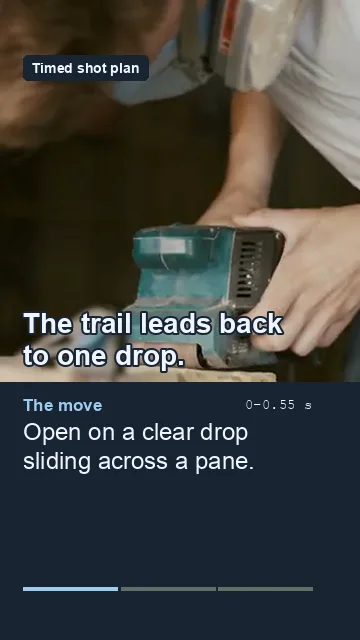 Timed shot plan
The trail leads back
to one drop.
The move
0–0.55 s
Open on a clear drop
sliding across a pane.